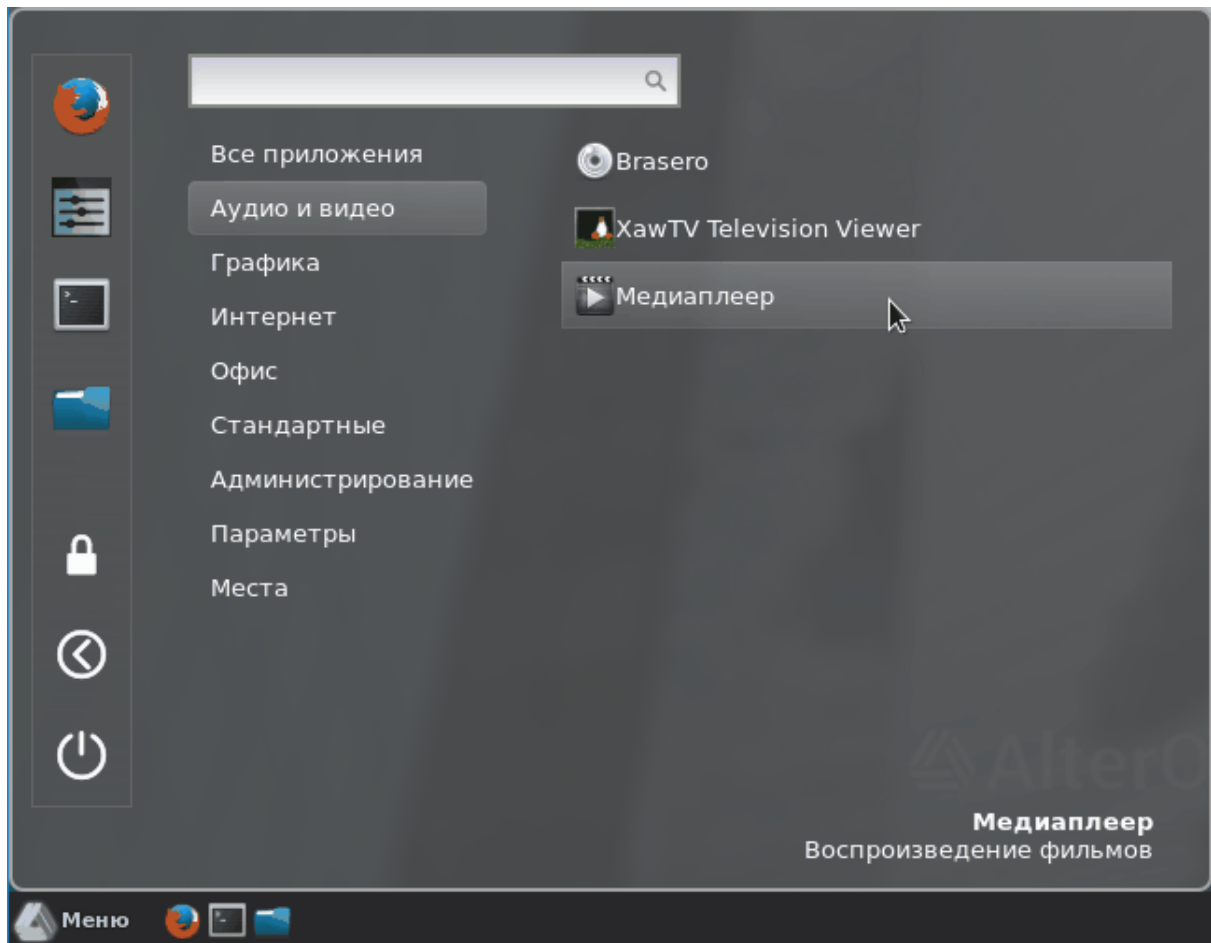 Все приложения
Аудио и видео
Графика
Интернет
Офис
Стандартные
Администрирование
Параметры
Места
Brasero
XawTV Television Viewer
Медиаплеер
AlterO
Медиаплеер
Воспроизведение фильмов
Меню